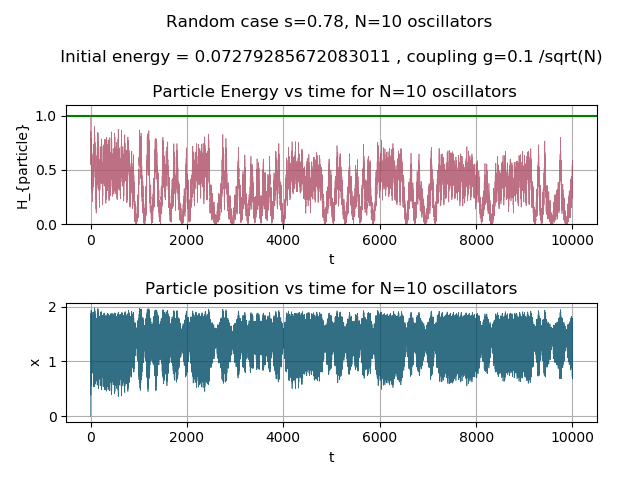 Random case s=0.78, N=10 oscillators
Initial energy = 0.07279285672083011 , coupling g=0.1 /sqrt(N)
Particle Energy vs time for N=10 oscillators
H_{particle}
1.0
0.5
0.0
0 2000 4000 6000 8000 10000
t
Particle position vs time for N=10 oscillators
x
2
1
0
0 2000 4000 6000 8000 10000
t